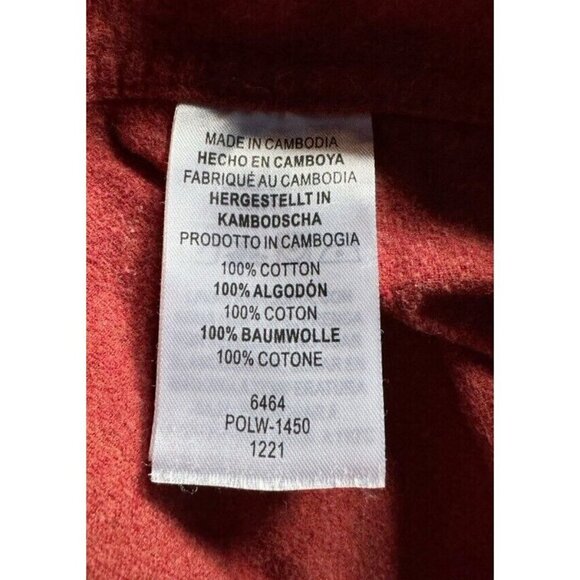 MADE IN CAMBODIA
HECHO EN CAMBOYA
FABRIQUÉ AU CAMBODIA
HERGESTELLT IN
KAMBODSCHA
PRODOTTO IN CAMBOGIA
100% COTTON
100% ALGODÓN
100% COTON
100% BAUMWOLLE
100% COTONE
6464
POLW-1450
1221